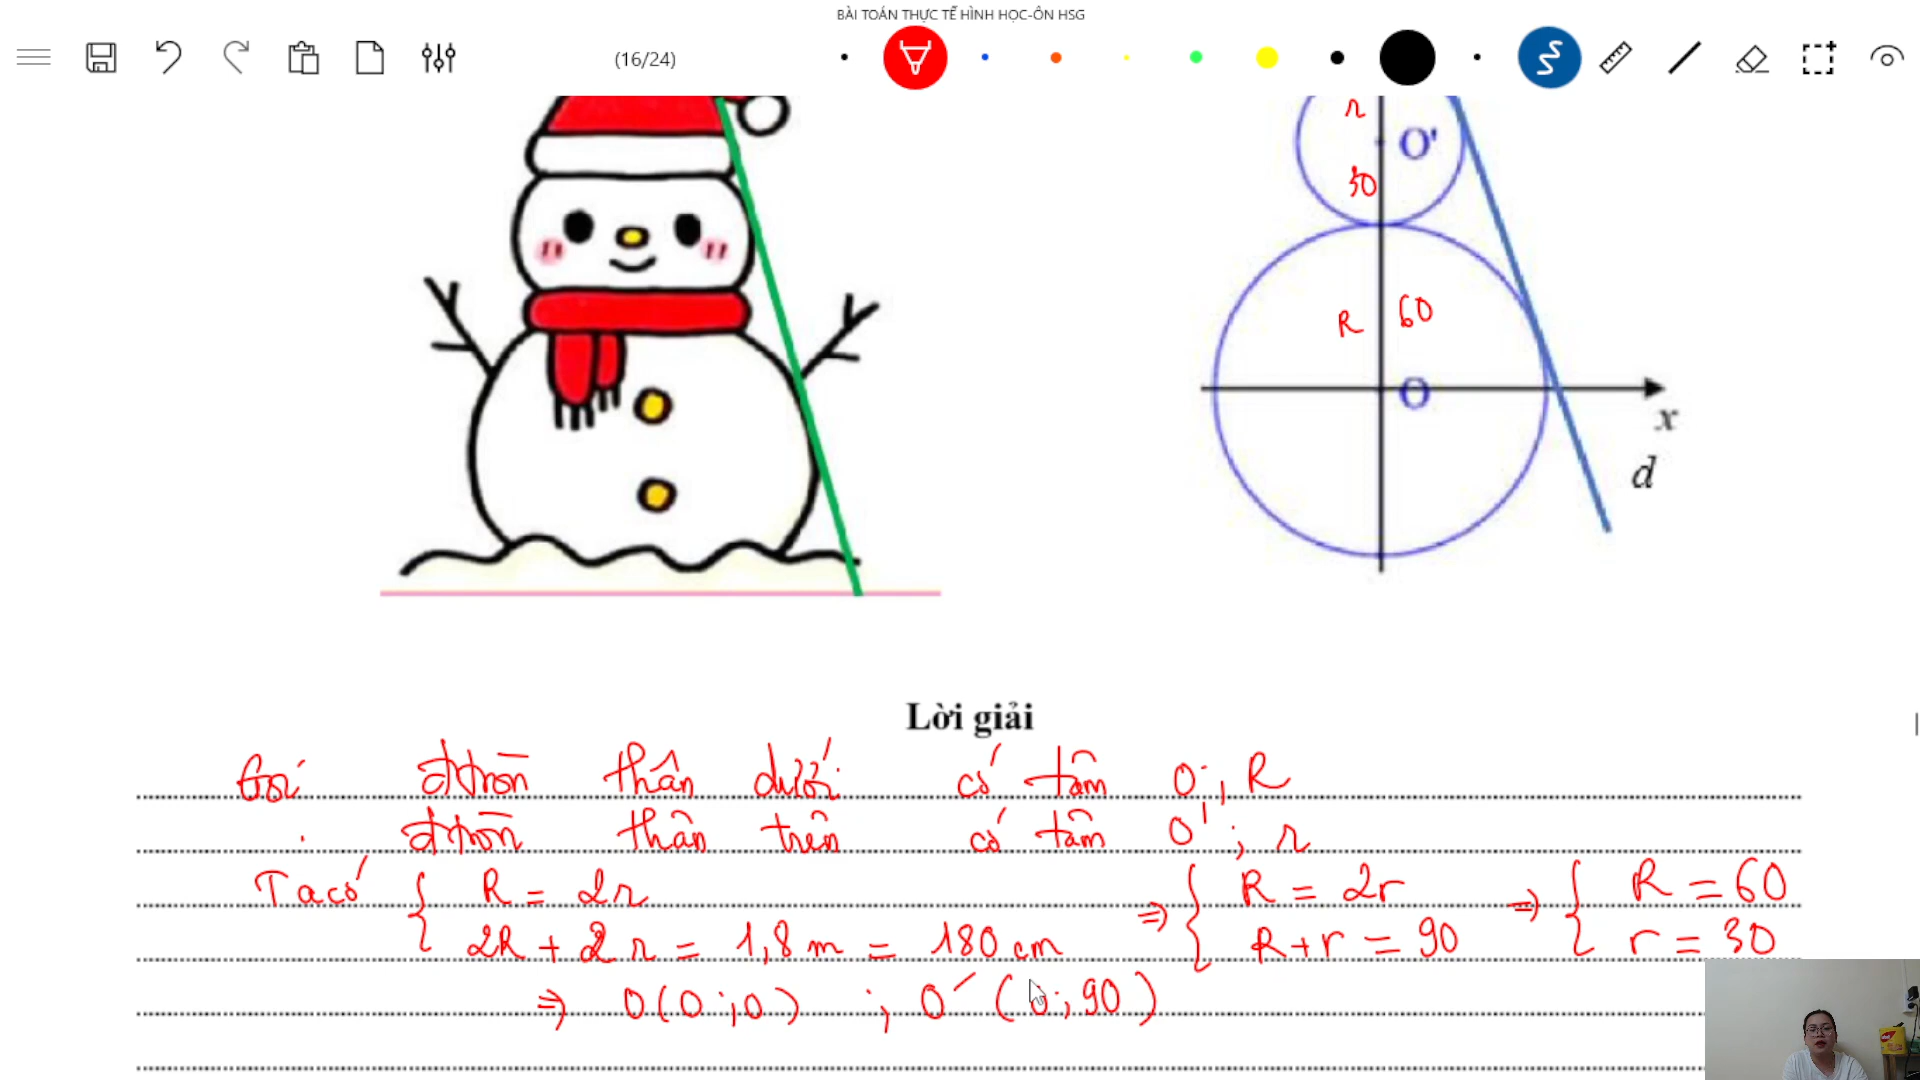 BÀI TOÁN THỰC TẾ HÌNH HỌC-ÔN HSG
(16/24)
r
O'
30
R 60
O
x
d
Lời giải
Gọi đtròn thân dưới có tâm O ; R
đtròn thân trên có tâm O' ; r
Ta có { R = 2r ⇒ { R = 2r ⇒ { R = 60
2R + 2r = 1,8 m = 180 cm R + r = 90 r = 30
⇒ O(0;0) ; O'(0;90)